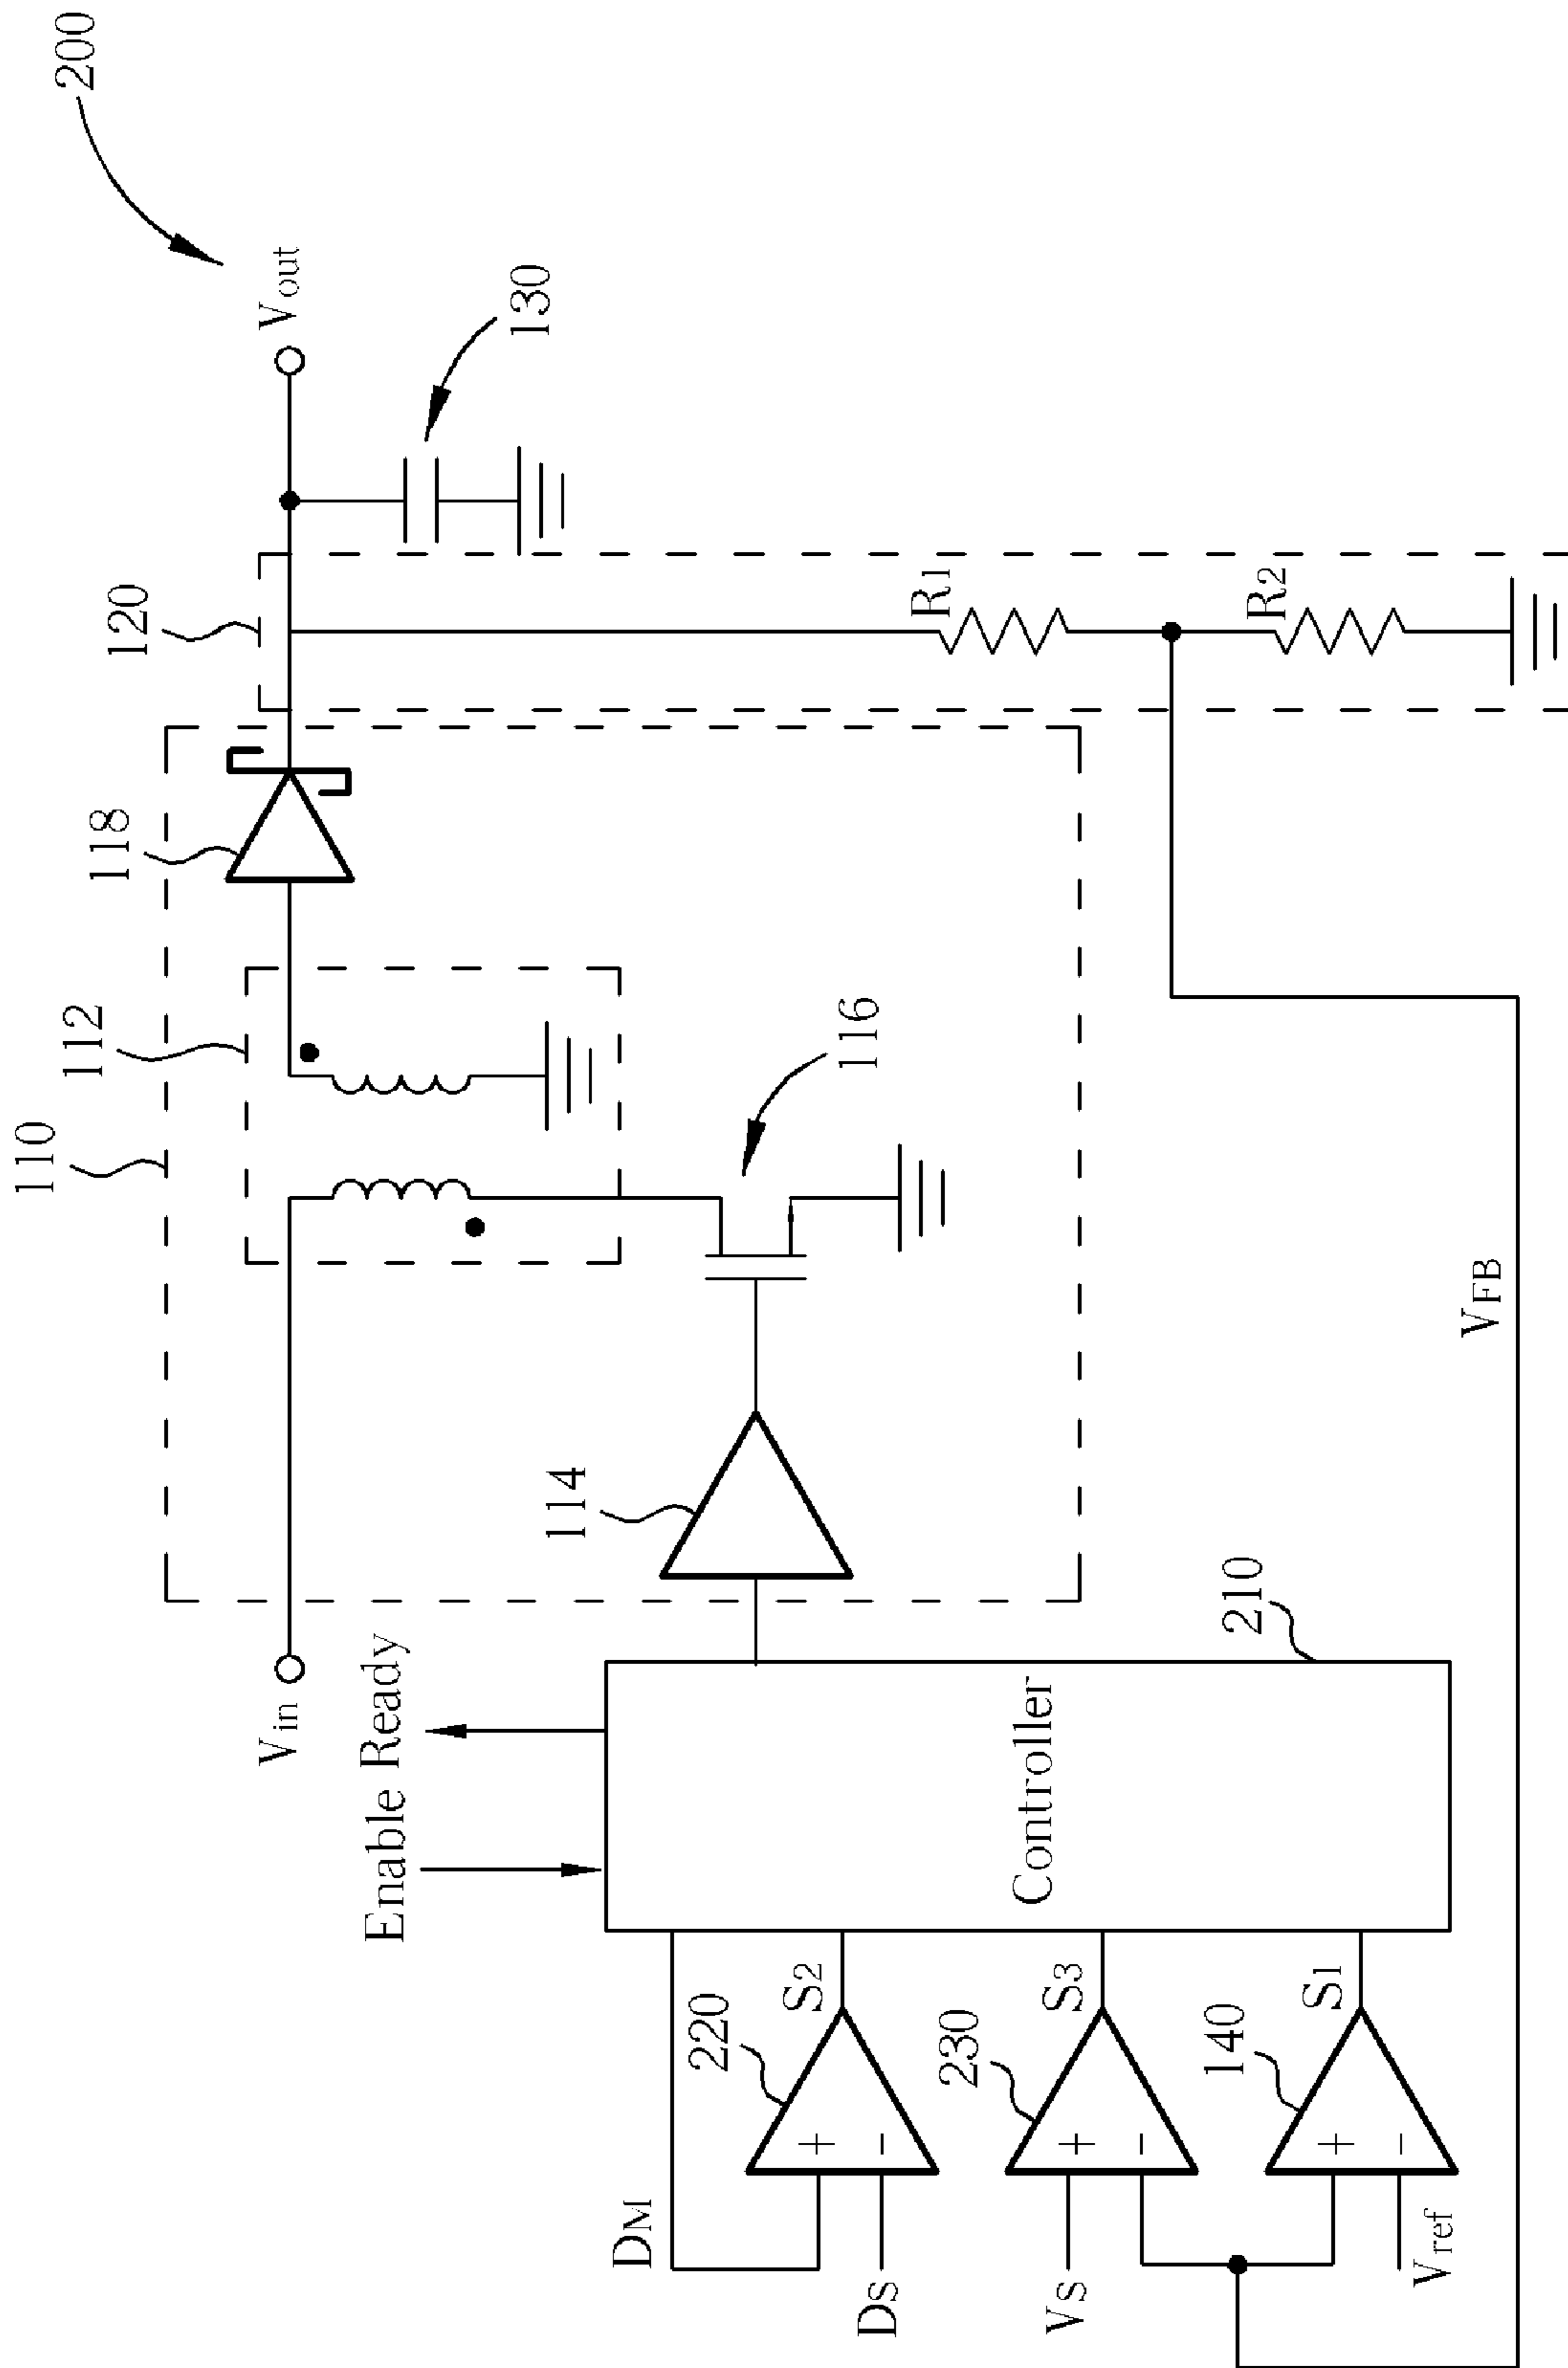 200
110
112
118
120
Vin
Vout
130
Enable Ready
114
116
R1
R2
DM
220
S2
DS
Controller
210
230
S3
VS
140
S1
Vref
VFB